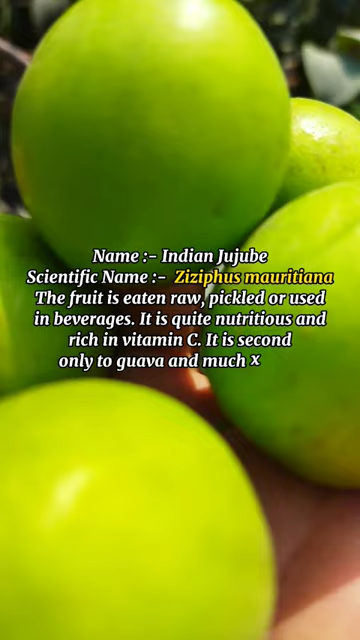 Name :- Indian Jujube
Scientific Name :- Ziziphus mauritiana
The fruit is eaten raw, pickled or used
in beverages. It is quite nutritious and
rich in vitamin C. It is second
only to guava and much x